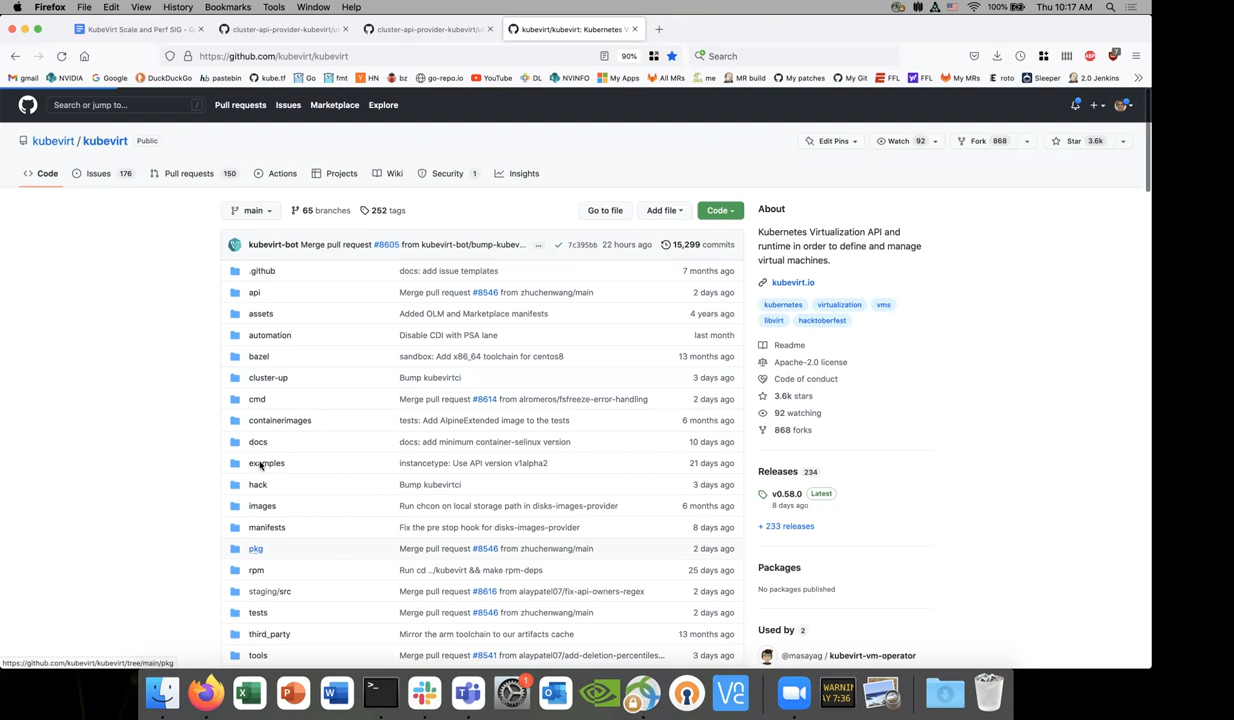 Firefox File Edit View History Bookmarks Tools Window Help 100% Thu 10:17 AM
KubeVirt Scale and Perf SIG - G cluster-api-provider-kubevirt/ cluster-api-provider-kubevirt/ kubevirt/kubevirt: Kubernetes V
https://github.com/kubevirt/kubevirt 90% Search
gmail NVIDIA Google DuckDuckGo pastebin kube.tf Go fmt HN bz go-repo.io YouTube DL NVINFO My Apps All MRs me MR build My patches My Git FFL FFL My MRs roto Sleeper 2.0 Jenkins
Search or jump to... / Pull requests Issues Marketplace Explore
kubevirt / kubevirt Public Edit Pins Watch 92 Fork 868 Star 3.6k
Code Issues 176 Pull requests 150 Actions Projects Wiki Security 1 Insights
main 65 branches 252 tags Go to file Add file Code
kubevirt-bot Merge pull request #8605 from kubevirt-bot/bump-kubev... ... 7c395bb 22 hours ago 15,299 commits
.github docs: add issue templates 7 months ago
api Merge pull request #8546 from zhuchenwang/main 2 days ago
assets Added OLM and Marketplace manifests 4 years ago
automation Disable CDI with PSA lane last month
bazel sandbox: Add x86_64 toolchain for centos8 13 months ago
cluster-up Bump kubevirtci 3 days ago
cmd Merge pull request #8614 from alromeros/fsfreeze-error-handling 2 days ago
containerimages tests: Add AlpineExtended image to the tests 6 months ago
docs docs: add minimum container-selinux version 10 days ago
examples instancetype: Use API version v1alpha2 21 days ago
hack Bump kubevirtci 3 days ago
images Run chcon on local storage path in disks-images-provider 6 months ago
manifests Fix the pre stop hook for disks-images-provider 8 days ago
pkg Merge pull request #8546 from zhuchenwang/main 2 days ago
rpm Run cd ../kubevirt && make rpm-deps 25 days ago
staging/src Merge pull request #8616 from alaypatel07/fix-api-owners-regex 2 days ago
tests Merge pull request #8546 from zhuchenwang/main 2 days ago
third_party Mirror the arm toolchain to our artifacts cache 13 months ago
tools Merge pull request #8541 from alaypatel07/add-deletion-percentiles... 3 days ago
About
Kubernetes Virtualization API and
runtime in order to define and manage
virtual machines.
kubevirt.io
kubernetes virtualization vms
libvirt hacktoberfest
Readme
Apache-2.0 license
Code of conduct
3.6k stars
92 watching
868 forks
Releases 234
v0.58.0 Latest
8 days ago
+ 233 releases
Packages
No packages published
Used by 2
@masayag / kubevirt-vm-operator
https://github.com/kubevirt/kubevirt/tree/main/pkg
1
WARNIN
Y 7:36